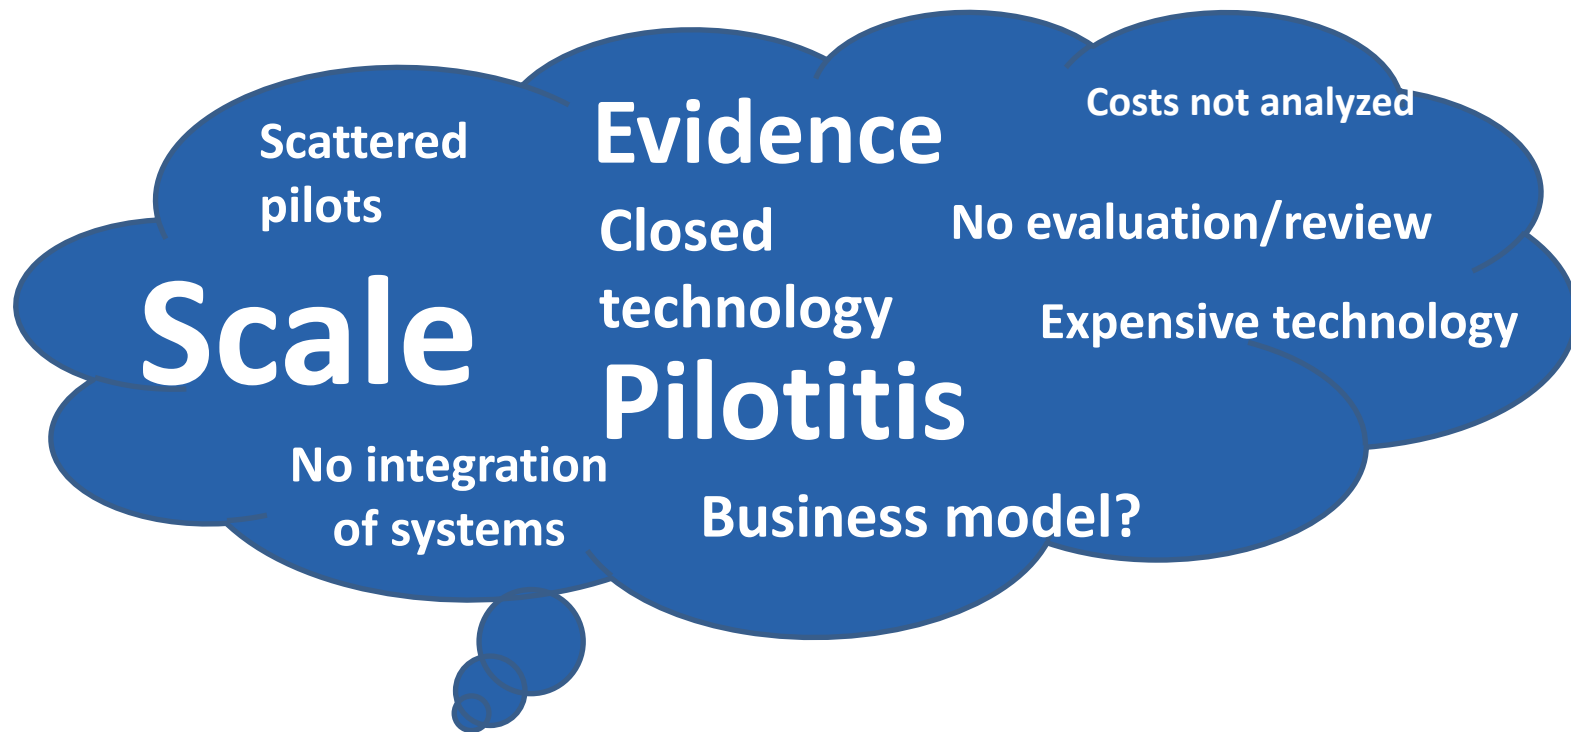 Scattered
pilots
Scale
No integration
of systems
Evidence
Closed
technology
Pilotitis
Business model?
Costs not analyzed
No evaluation/review
Expensive technology